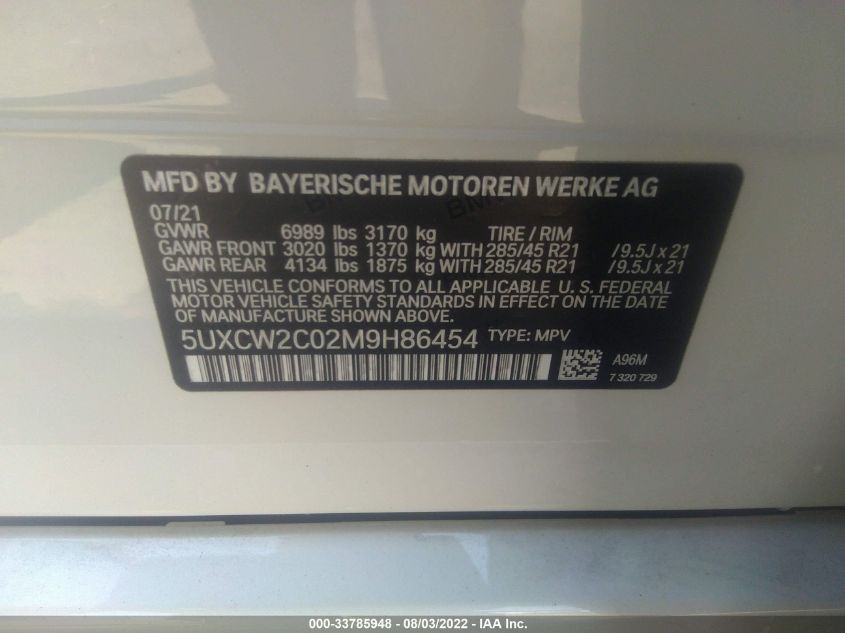 MFD BY BAYERISCHE MOTOREN WERKE AG
07/21
GVWR 6989 lbs 3170 kg TIRE / RIM
GAWR FRONT 3020 lbs 1370 kg WITH 285/45 R21 / 9.5J x 21
GAWR REAR 4134 lbs 1875 kg WITH 285/45 R21 / 9.5J x 21
THIS VEHICLE CONFORMS TO ALL APPLICABLE U. S. FEDERAL
MOTOR VEHICLE SAFETY STANDARDS IN EFFECT ON THE DATE
OF MANUFACTURE SHOWN ABOVE.
5UXCW2C02M9H86454 TYPE: MPV
A96M
7 320 729
000-33785948 - 08/03/2022 - IAA Inc.